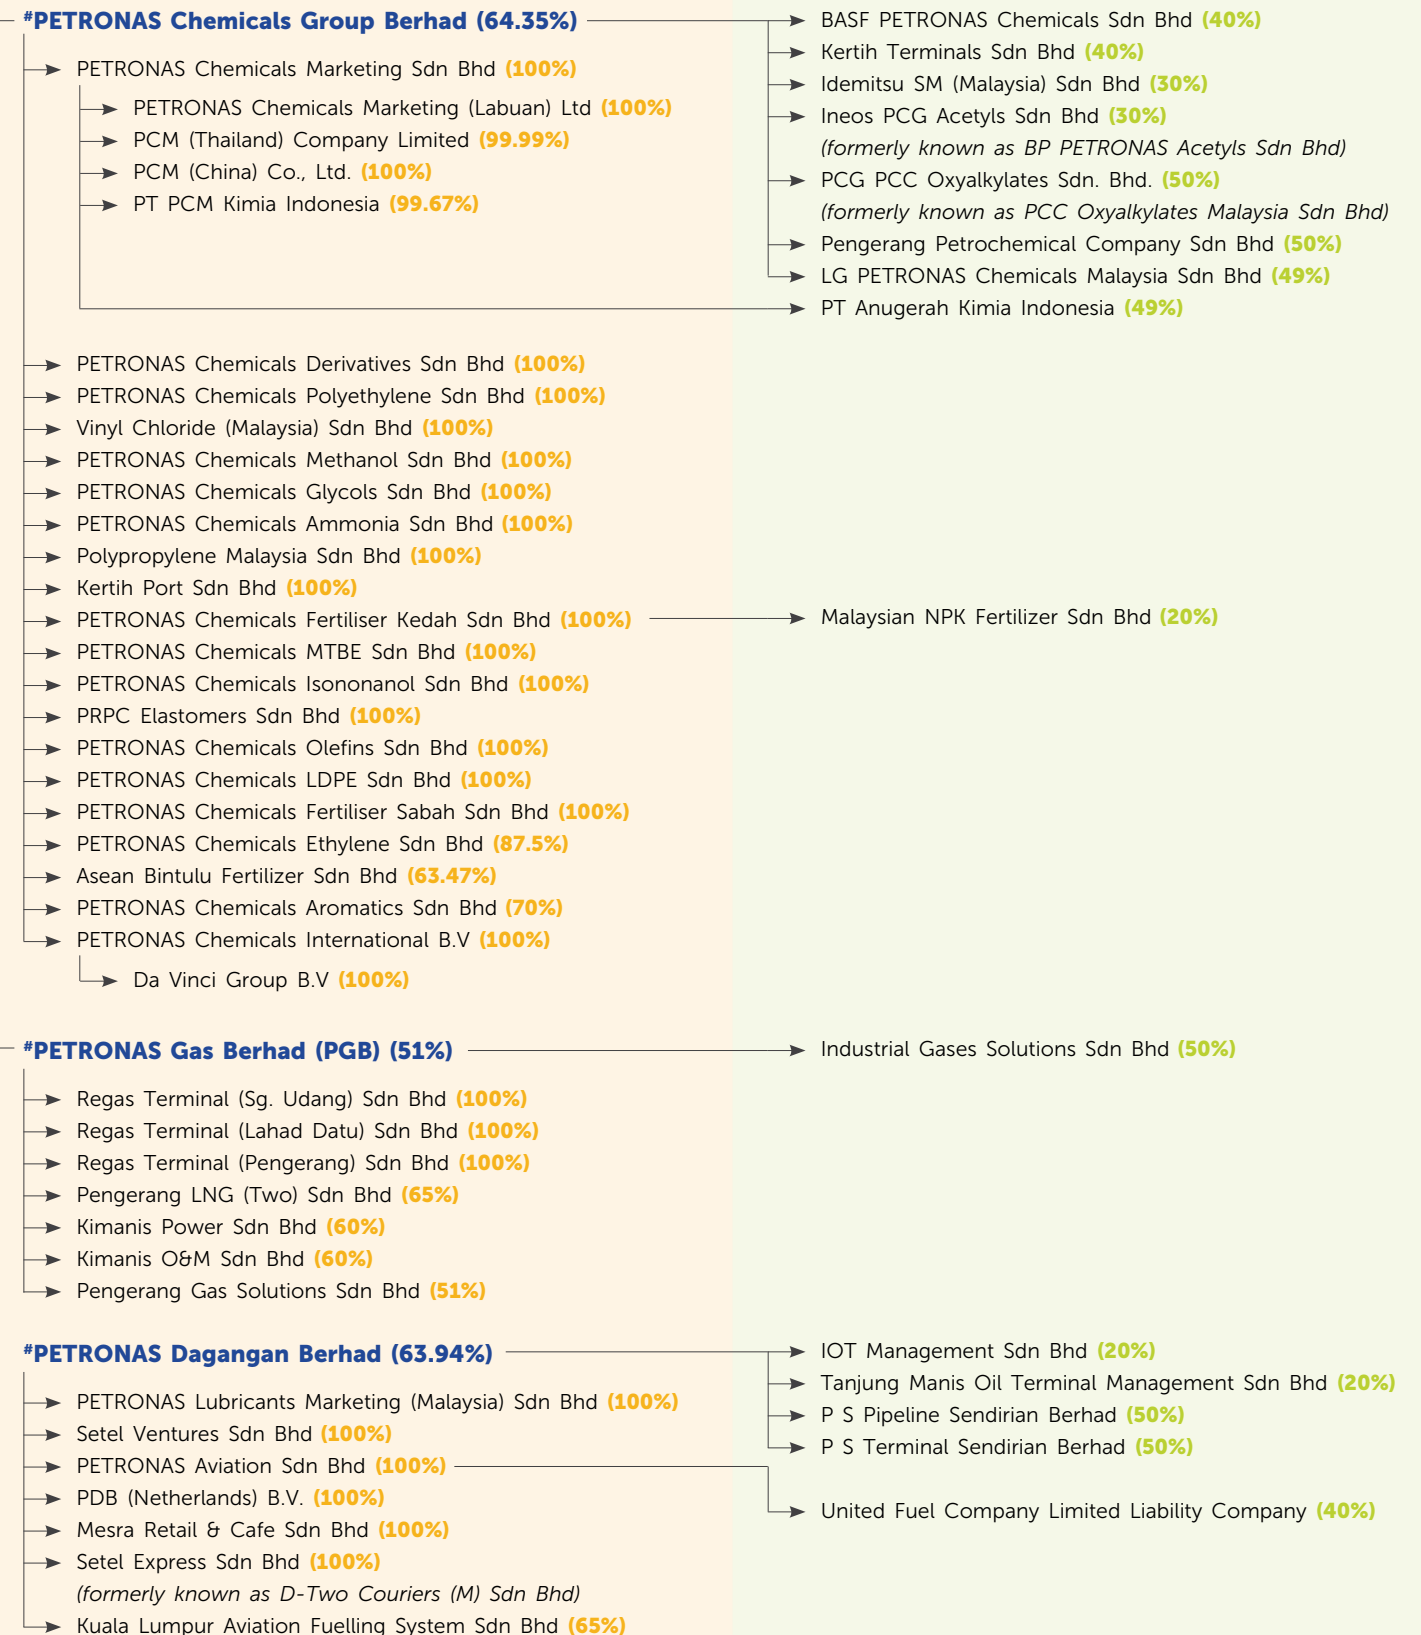 #PETRONAS Chemicals Group Berhad (64.35%)
PETRONAS Chemicals Marketing Sdn Bhd (100%)
PETRONAS Chemicals Marketing (Labuan) Ltd (100%)
PCM (Thailand) Company Limited (99.99%)
PCM (China) Co., Ltd. (100%)
PT PCM Kimia Indonesia (99.67%)
BASF PETRONAS Chemicals Sdn Bhd (40%)
Kertih Terminals Sdn Bhd (40%)
Idemitsu SM (Malaysia) Sdn Bhd (30%)
Ineos PCG Acetyls Sdn Bhd (30%)
(formerly known as BP PETRONAS Acetyls Sdn Bhd)
PCG PCC Oxyalkylates Sdn. Bhd. (50%)
(formerly known as PCC Oxyalkylates Malaysia Sdn Bhd)
Pengerang Petrochemical Company Sdn Bhd (50%)
LG PETRONAS Chemicals Malaysia Sdn Bhd (49%)
PT Anugerah Kimia Indonesia (49%)
PETRONAS Chemicals Derivatives Sdn Bhd (100%)
PETRONAS Chemicals Polyethylene Sdn Bhd (100%)
Vinyl Chloride (Malaysia) Sdn Bhd (100%)
PETRONAS Chemicals Methanol Sdn Bhd (100%)
PETRONAS Chemicals Glycols Sdn Bhd (100%)
PETRONAS Chemicals Ammonia Sdn Bhd (100%)
Polypropylene Malaysia Sdn Bhd (100%)
Kertih Port Sdn Bhd (100%)
PETRONAS Chemicals Fertiliser Kedah Sdn Bhd (100%)
Malaysian NPK Fertilizer Sdn Bhd (20%)
PETRONAS Chemicals MTBE Sdn Bhd (100%)
PETRONAS Chemicals Isononanol Sdn Bhd (100%)
PRPC Elastomers Sdn Bhd (100%)
PETRONAS Chemicals Olefins Sdn Bhd (100%)
PETRONAS Chemicals LDPE Sdn Bhd (100%)
PETRONAS Chemicals Fertiliser Sabah Sdn Bhd (100%)
PETRONAS Chemicals Ethylene Sdn Bhd (87.5%)
Asean Bintulu Fertilizer Sdn Bhd (63.47%)
PETRONAS Chemicals Aromatics Sdn Bhd (70%)
PETRONAS Chemicals International B.V (100%)
Da Vinci Group B.V (100%)
#PETRONAS Gas Berhad (PGB) (51%)
Industrial Gases Solutions Sdn Bhd (50%)
Regas Terminal (Sg. Udang) Sdn Bhd (100%)
Regas Terminal (Lahad Datu) Sdn Bhd (100%)
Regas Terminal (Pengerang) Sdn Bhd (100%)
Pengerang LNG (Two) Sdn Bhd (65%)
Kimanis Power Sdn Bhd (60%)
Kimanis O&M Sdn Bhd (60%)
Pengerang Gas Solutions Sdn Bhd (51%)
#PETRONAS Dagangan Berhad (63.94%)
PETRONAS Lubricants Marketing (Malaysia) Sdn Bhd (100%)
Setel Ventures Sdn Bhd (100%)
PETRONAS Aviation Sdn Bhd (100%)
PDB (Netherlands) B.V. (100%)
Mesra Retail & Cafe Sdn Bhd (100%)
Setel Express Sdn Bhd (100%)
(formerly known as D-Two Couriers (M) Sdn Bhd)
Kuala Lumpur Aviation Fuelling System Sdn Bhd (65%)
IOT Management Sdn Bhd (20%)
Tanjung Manis Oil Terminal Management Sdn Bhd (20%)
P S Pipeline Sendirian Berhad (50%)
P S Terminal Sendirian Berhad (50%)
United Fuel Company Limited Liability Company (40%)